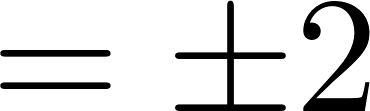 = ±2